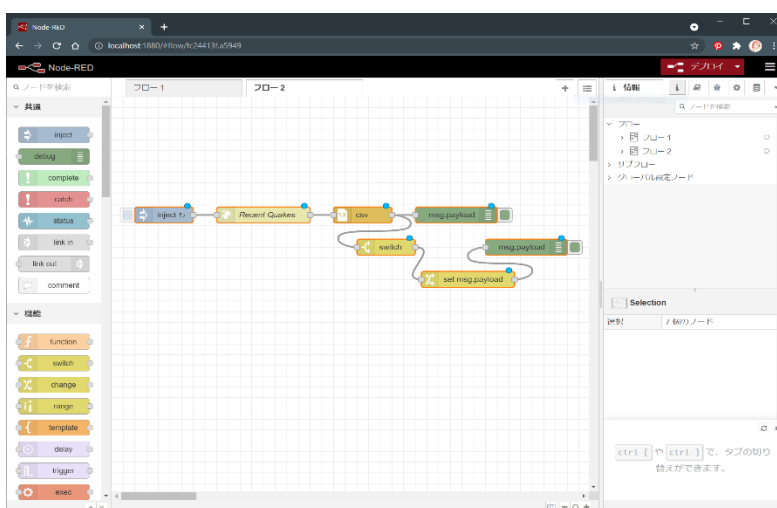 Node-RED
localhost:1880/#flow/fc24413f.a5949
Node-RED
デプロイ
ノードを検索
フロー 1
フロー 2
情報
ノードを検索
共通
inject
debug
complete
catch
status
link in
link out
comment
機能
function
switch
change
range
template
delay
trigger
exec
inject
Recent Quakes
csv
msg.payload
switch
msg.payload
set msg.payload
フロー
フロー 1
フロー 2
サブフロー
グローバル設定ノード
Selection
選択
7 個のノード
ctrl-[ や ctrl-] で、タブの切り
替えができます。